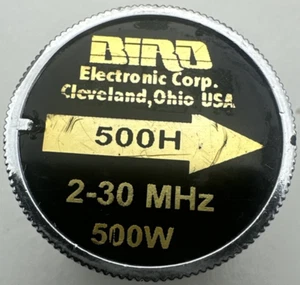 BIRD
Electronic Corp.
Cleveland,Ohio USA
500H
2-30 MHz
500W